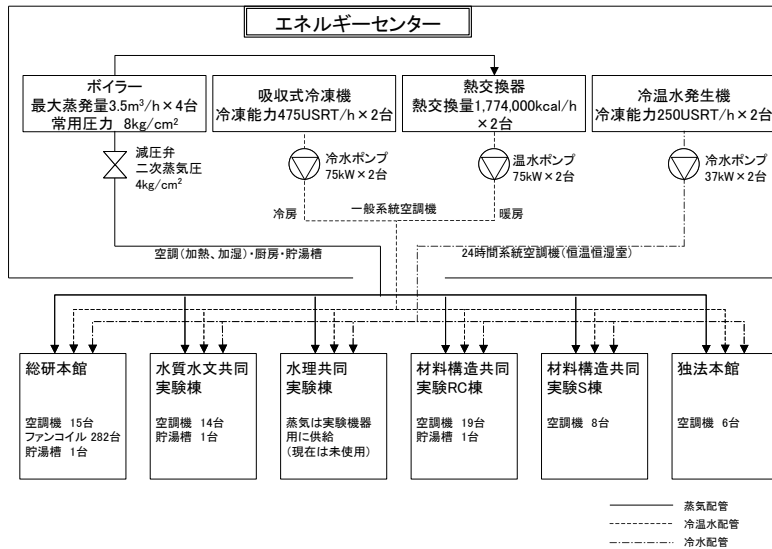 エネルギーセンター
ボイラー
最大蒸発量3.5m³/h×4台
常用圧力 8kg/cm²
吸収式冷凍機
冷凍能力475USRT/h×2台
熱交換器
熱交換量1,774,000kcal/h
×2台
冷温水発生機
冷凍能力250USRT/h×2台
減圧弁
二次蒸気圧
4kg/cm²
冷水ポンプ
75kW×2台
温水ポンプ
75kW×2台
冷水ポンプ
37kW×2台
冷房
一般系統空調機
暖房
空調(加熱、加湿)・厨房・貯湯槽
24時間系統空調機(恒温恒湿室)
総研本館
空調機 15台
ファンコイル 282台
貯湯槽 1台
水質水文共同
実験棟
空調機 14台
貯湯槽 1台
水理共同
実験棟
蒸気は実験機器
用に供給
(現在は未使用)
材料構造共同
実験RC棟
空調機 19台
貯湯槽 1台
材料構造共同
実験S棟
空調機 8台
独法本館
空調機 6台
蒸気配管
冷温水配管
冷水配管